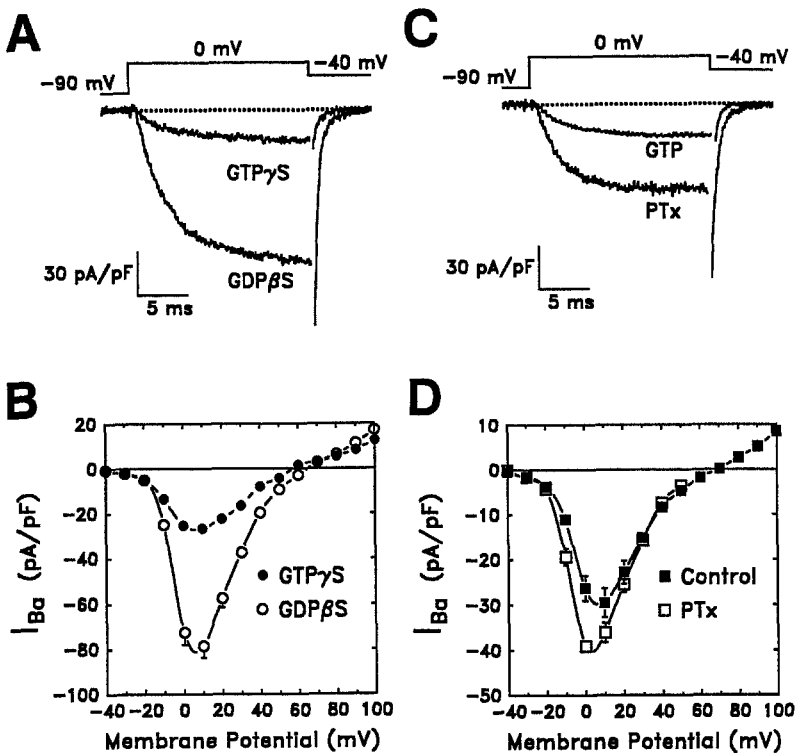 A
0 mV
-40 mV
-90 mV
GTPγS
GDPβS
30 pA/pF
5 ms
C
0 mV
-40 mV
-90 mV
GTP
PTx
30 pA/pF
5 ms
B
20
0
-20
-40
-60
-80
-100
I Ba (pA/pF)
GTPγS
GDPβS
-40 -20 0 20 40 60 80 100
Membrane Potential (mV)
D
10
0
-10
-20
-30
-40
-50
I Ba (pA/pF)
Control
PTx
-40 -20 0 20 40 60 80 100
Membrane Potential (mV)